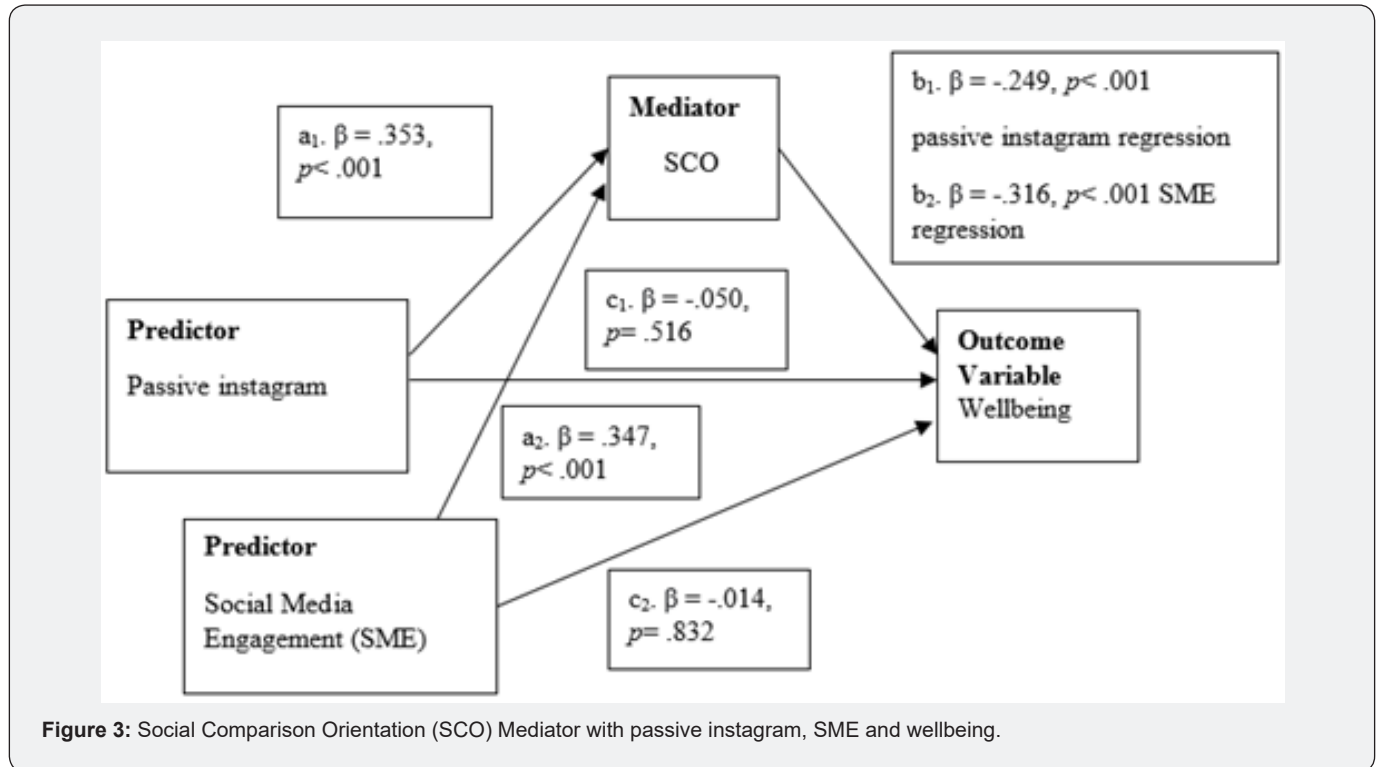 a₁. β = .353,
p< .001
Mediator
SCO
b₁. β = -.249, p< .001
passive instagram regression
b₂. β = -.316, p< .001 SME
regression
Predictor
Passive instagram
c₁. β = -.050,
p= .516
Outcome
Variable
Wellbeing
a₂. β = .347,
p< .001
Predictor
Social Media
Engagement (SME)
c₂. β = -.014,
p= .832
Figure 3: Social Comparison Orientation (SCO) Mediator with passive instagram, SME and wellbeing.